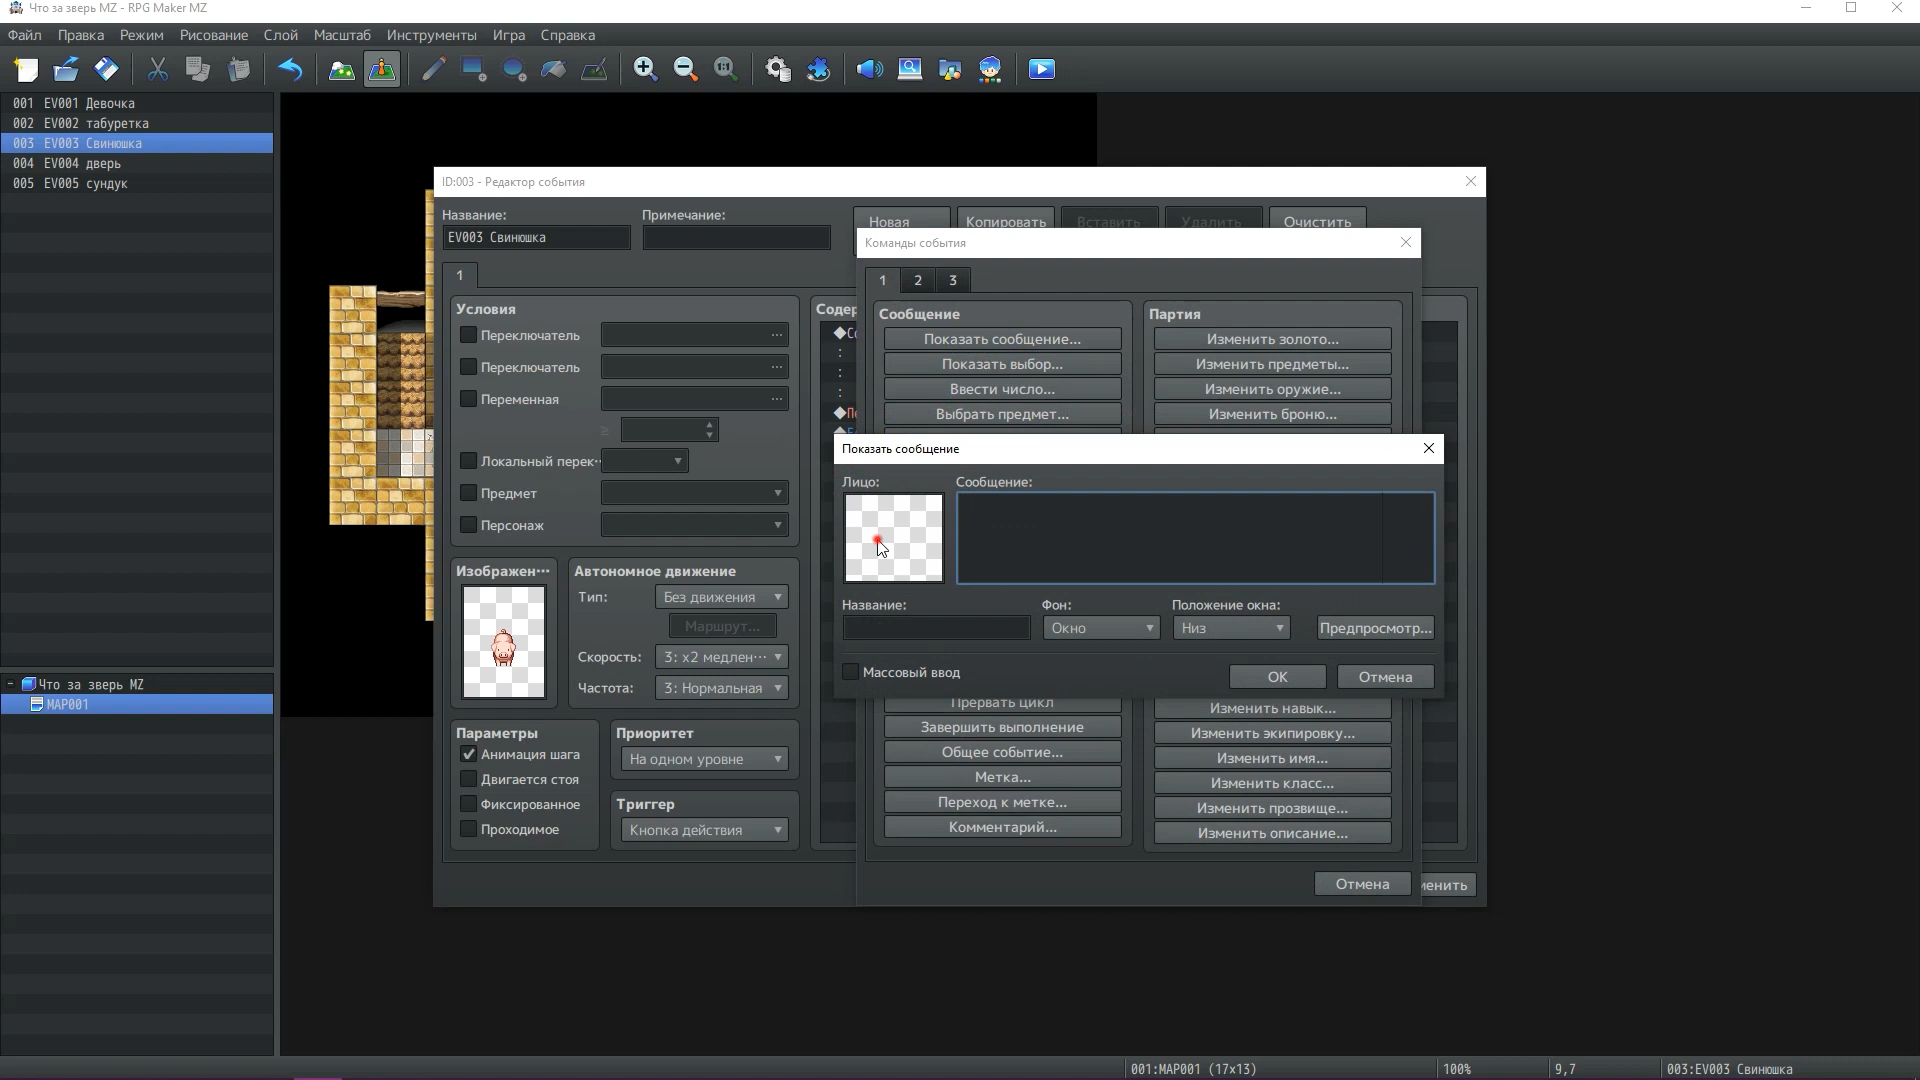 Что за зверь MZ - RPG Maker MZ
Файл Правка Режим Рисование Слой Масштаб Инструменты Игра Справка
001 EV001 Девочка
002 EV002 табуретка
003 EV003 Свинюшка
004 EV004 дверь
005 EV005 сундук
ID:003 - Редактор события
Название:
Примечание:
EV003 Свинюшка
Новая
Копировать
Вставить
Удалить
Очистить
1
Условия
Переключатель
...
Переключатель
...
Переменная
...
≥
Локальный перек…
Предмет
Персонаж
Изображен…
Автономное движение
Тип:
Без движения
Маршрут...
Скорость:
3: x2 медлен…
Частота:
3: Нормальная
Параметры
Анимация шага
Двигается стоя
Фиксированное
Проходимое
Приоритет
На одном уровне
Триггер
Кнопка действия
Содер
Команды события
1 2 3
Сообщение
Показать сообщение...
Показать выбор...
Ввести число...
Выбрать предмет...
Партия
Изменить золото...
Изменить предметы...
Изменить оружие...
Изменить броню...
Показать сообщение
Лицо:
Сообщение:
Название:
Фон:
Окно
Положение окна:
Низ
Предпросмотр...
Массовый ввод
ОК
Отмена
Прервать цикл
Завершить выполнение
Общее событие...
Метка...
Переход к метке...
Комментарий...
Изменить навык...
Изменить экипировку...
Изменить имя...
Изменить класс...
Изменить прозвище...
Изменить описание...
Отмена
менить
Что за зверь MZ
MAP001
001:MAP001 (17x13)
100%
9,7
003:EV003 Свинюшка